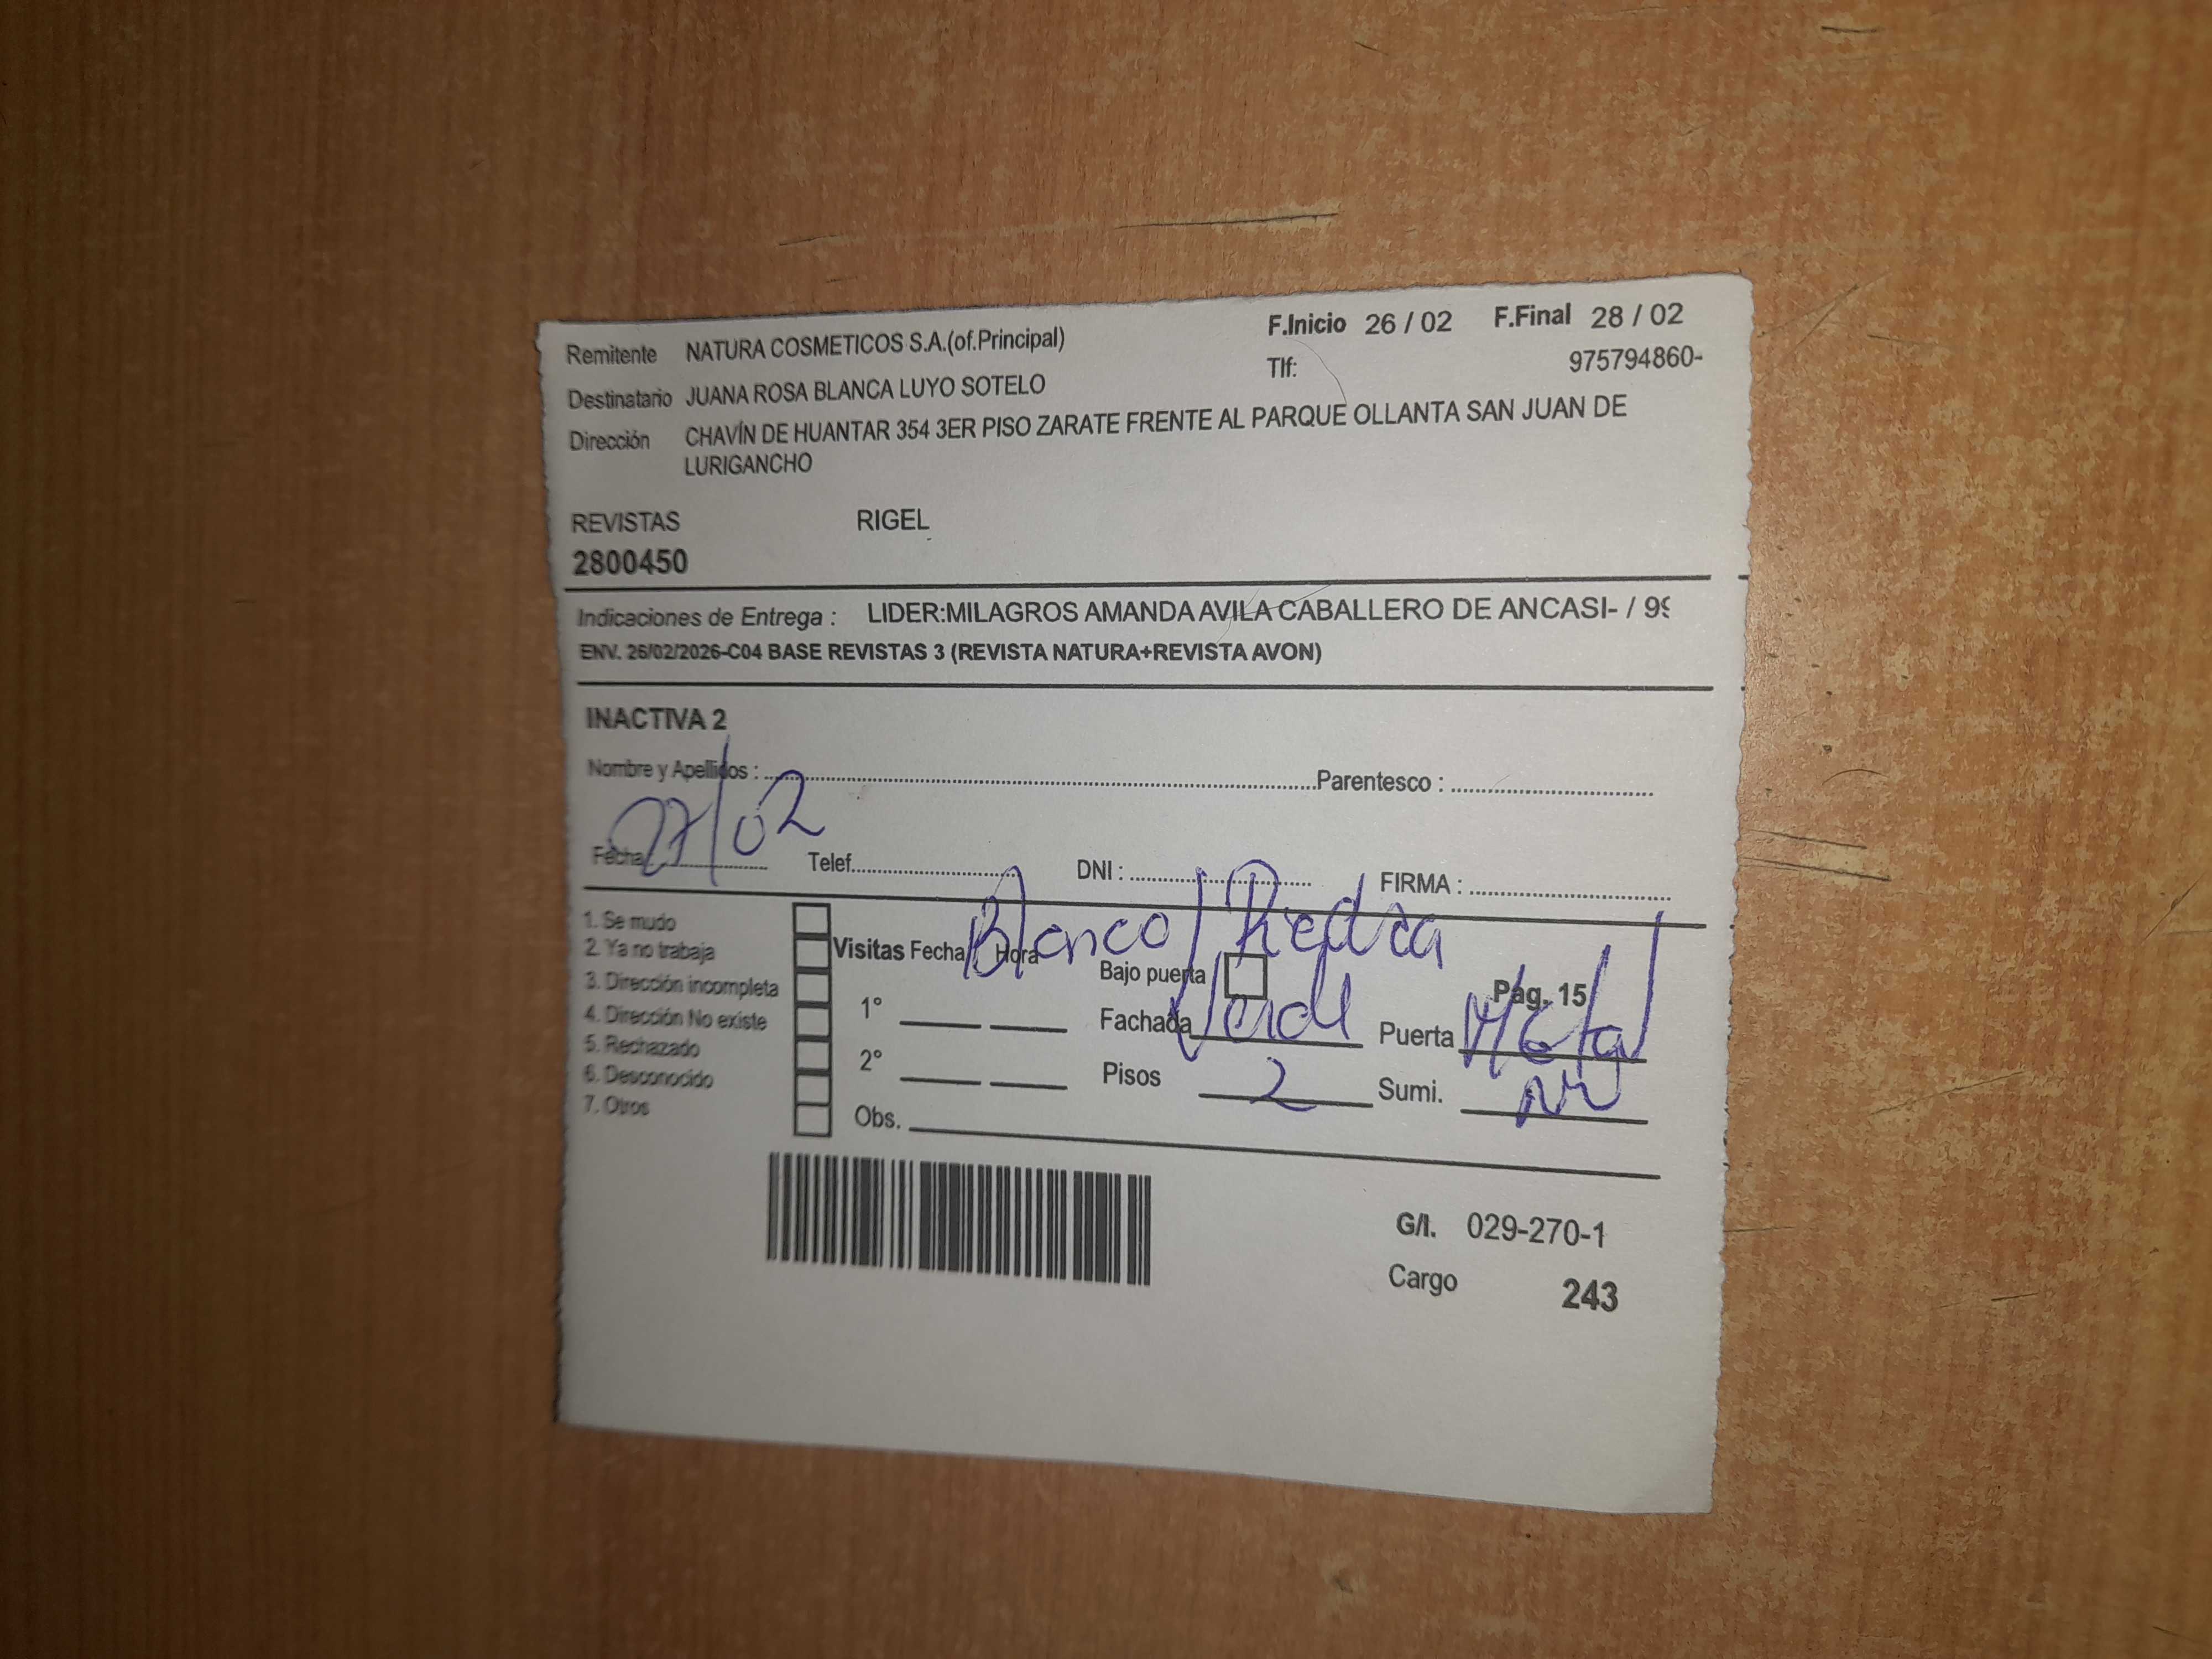 Remitente NATURA COSMETICOS S.A.(of.Principal) F.Inicio 26 / 02 F.Final 28 / 02
Tlf: 975794860-
Destinatario JUANA ROSA BLANCA LUYO SOTELO
Dirección CHAVÍN DE HUANTAR 354 3ER PISO ZARATE FRENTE AL PARQUE OLLANTA SAN JUAN DE
LURIGANCHO
REVISTAS RIGEL
2800450
Indicaciones de Entrega : LIDER:MILAGROS AMANDA AVILA CABALLERO DE ANCASI- / 99
ENV. 26/02/2026-C04 BASE REVISTAS 3 (REVISTA NATURA+REVISTA AVON)
INACTIVA 2
Nombre y Apellidos : Parentesco :
Fecha 27/02 Telef. DNI : FIRMA :
Blanco/Piedra
1. Se mudo
2. Ya no trabaja
3. Dirección incompleta
4. Dirección No existe
5. Rechazado
6. Desconocido
7. Otros
Visitas Fecha Hora Bajo puerta Pag. 15
1° Fachada Verde Puerta Metal
2° Pisos 2 Sumi.
Obs.
G/I. 029-270-1
Cargo 243